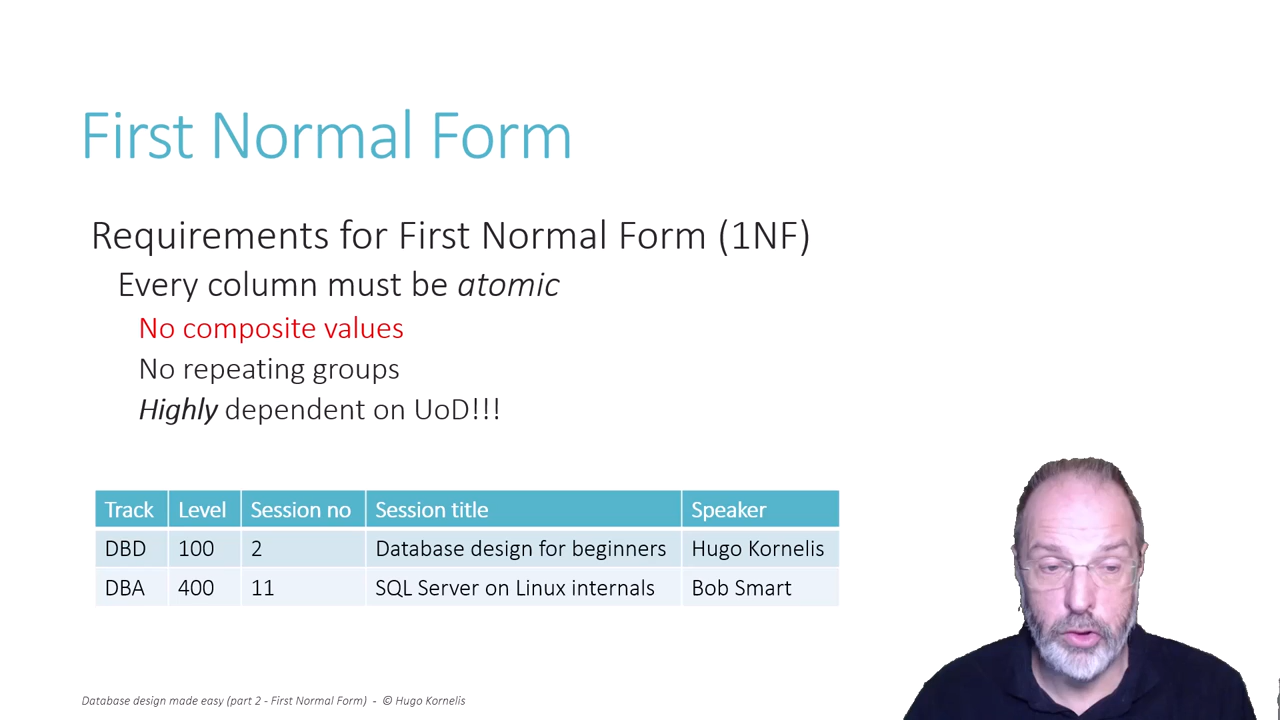 First Normal Form
Requirements for First Normal Form (1NF)
Every column must be atomic
No composite values
No repeating groups
Highly dependent on UoD!!!
Track Level Session no Session title Speaker
DBD 100 2 Database design for beginners Hugo Kornelis
DBA 400 11 SQL Server on Linux internals Bob Smart
Database design made easy (part 2 - First Normal Form) - © Hugo Kornelis